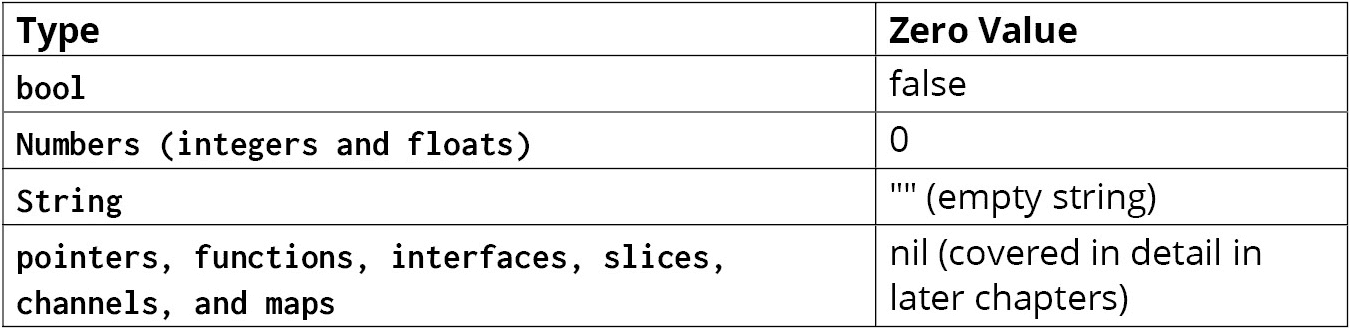 Type Zero Value
bool false
Numbers (integers and floats) 0
String "" (empty string)
pointers, functions, interfaces, slices, nil (covered in detail in
channels, and maps later chapters)